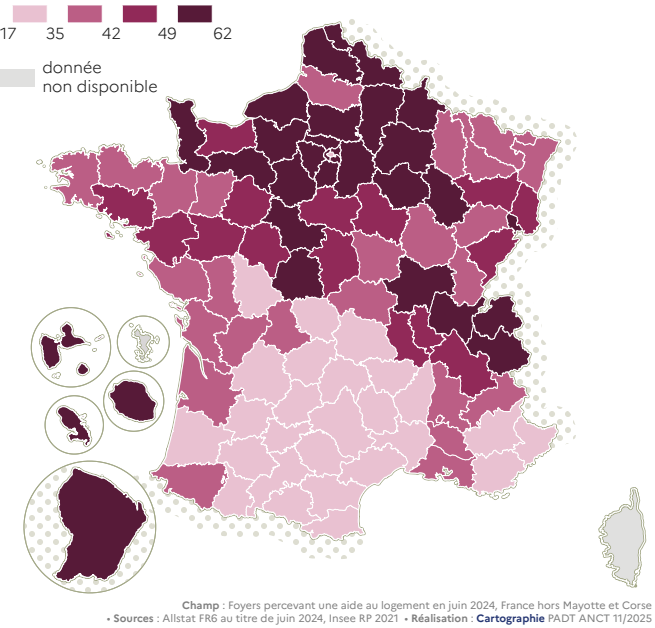 17 35 42 49 62
donnée
non disponible
Champ : Foyers percevant une aide au logement en juin 2024, France hors Mayotte et Corse
• Sources : Allstat FR6 au titre de juin 2024, Insee RP 2021 • Réalisation : Cartographie PADT ANCT 11/2025